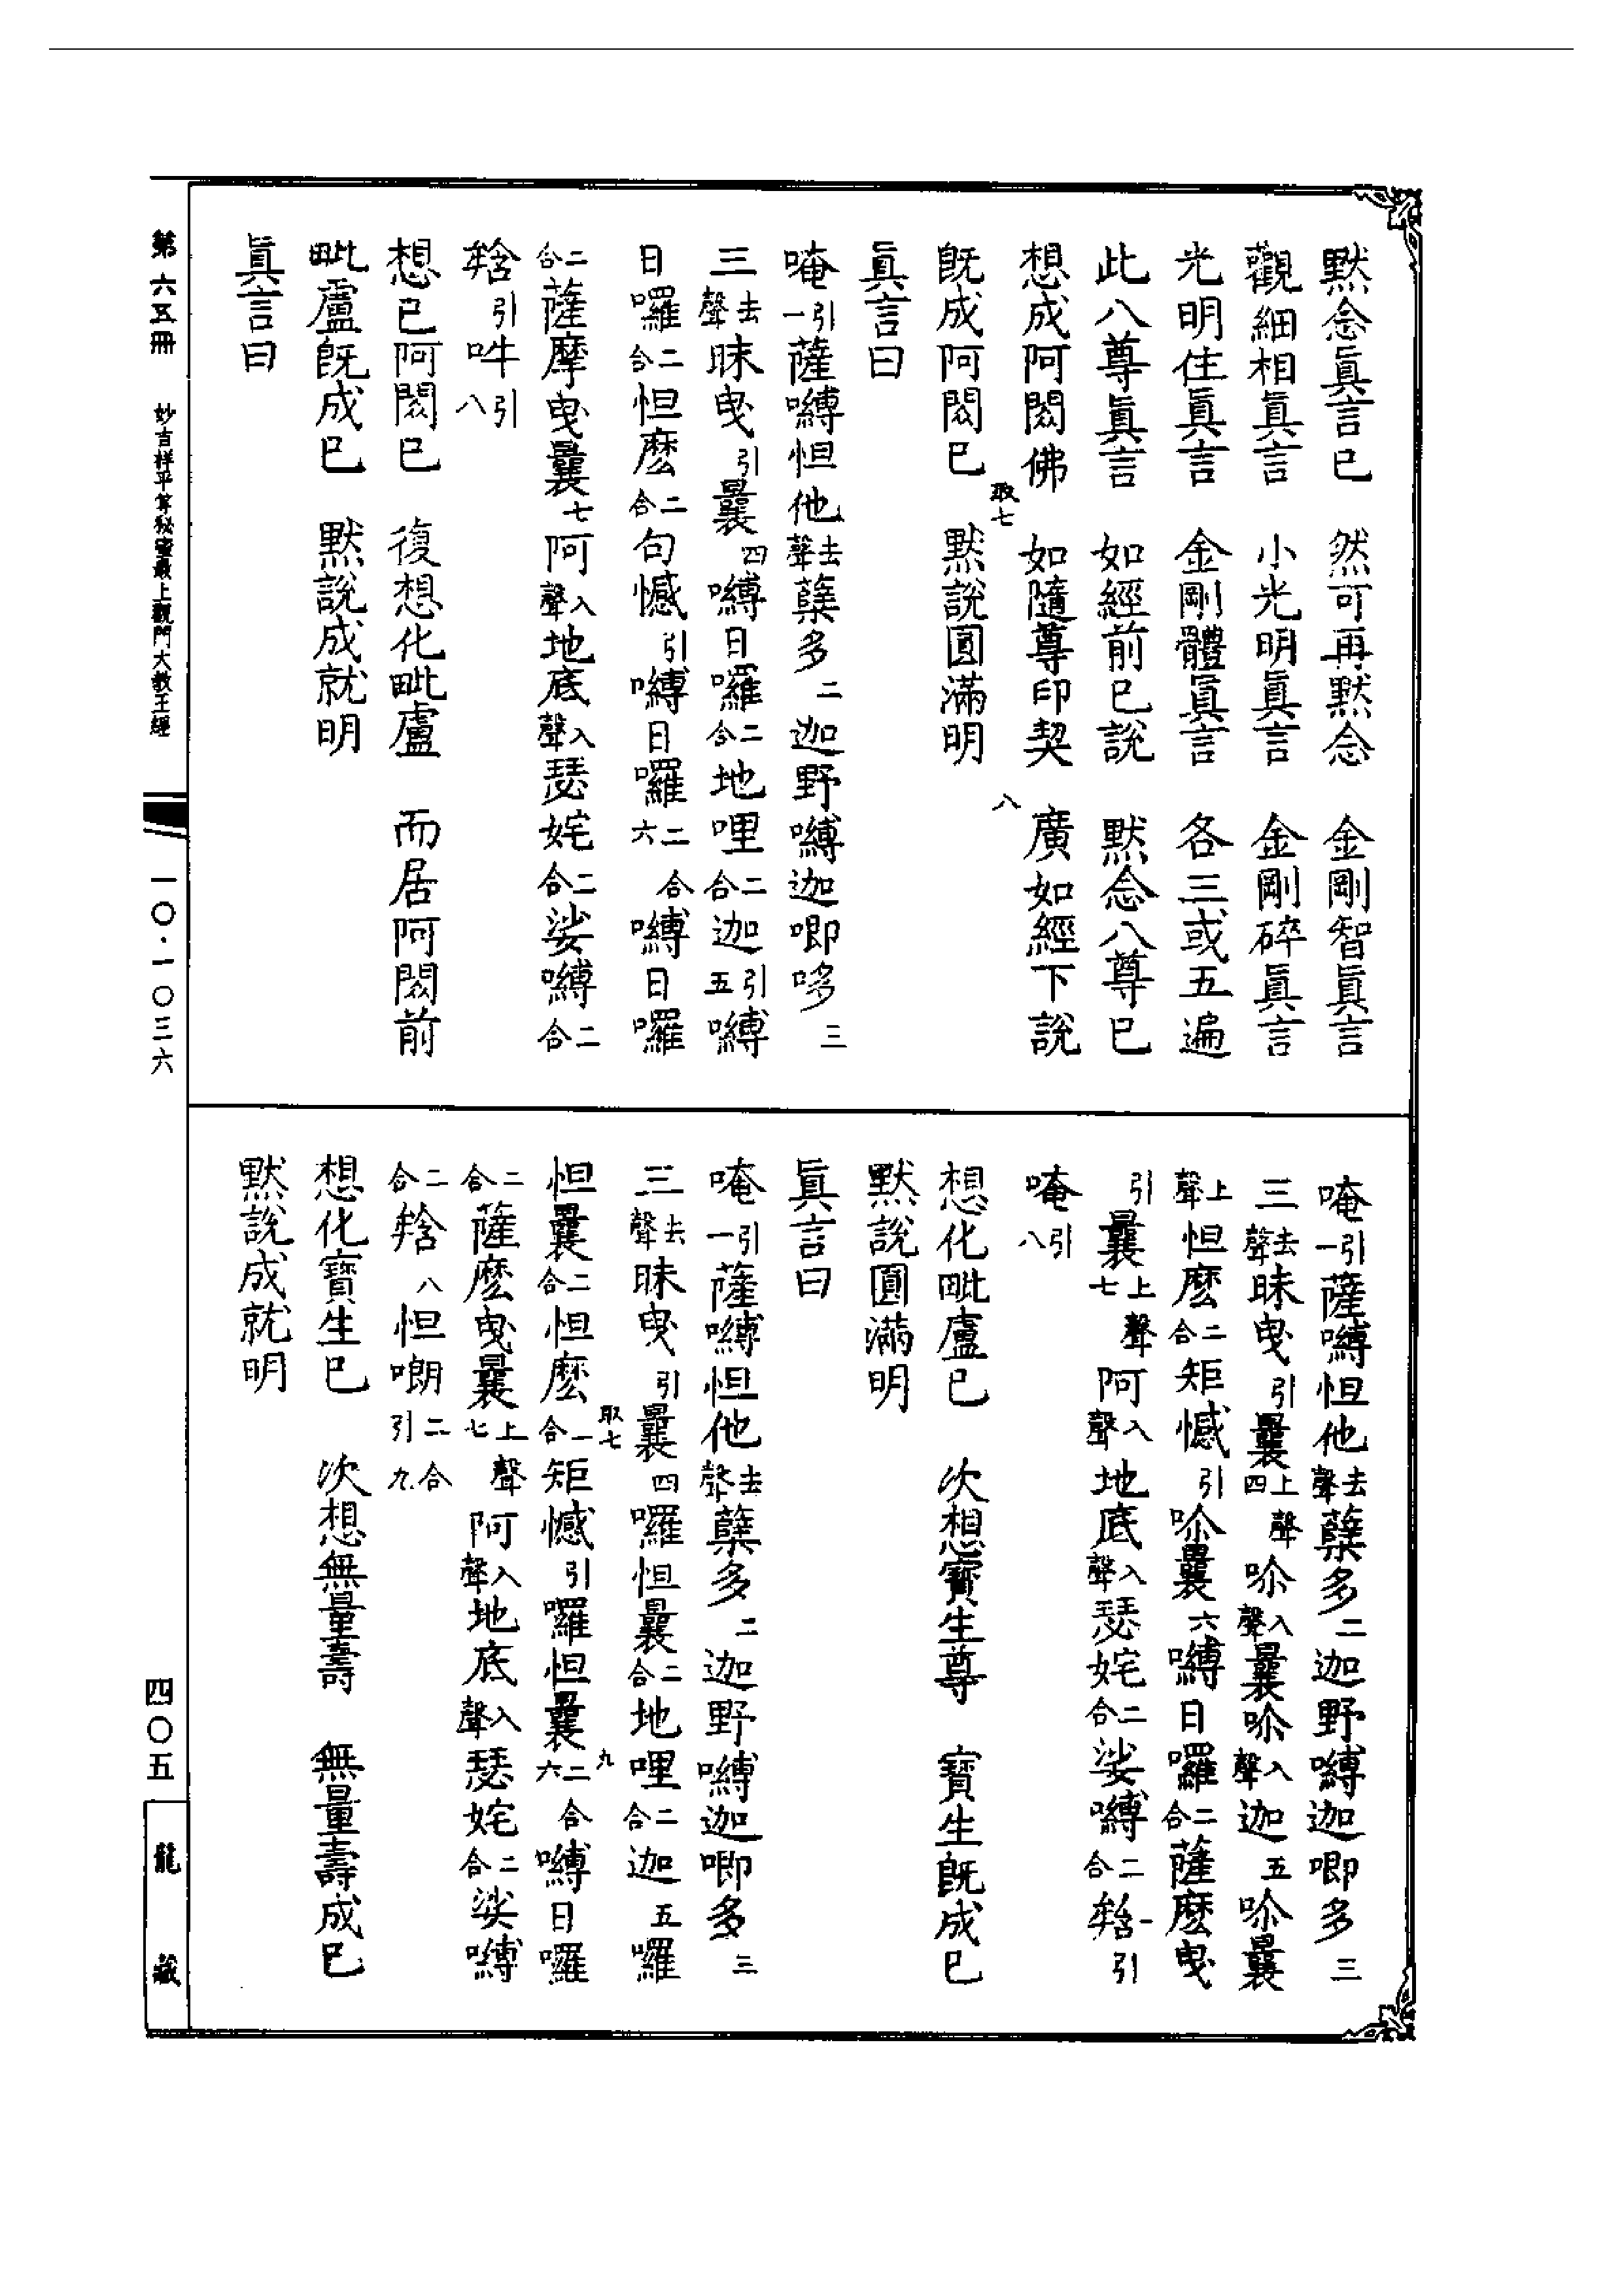 默念眞言已　然可再默念　金剛智眞言
觀細相眞言　小光明眞言　金剛碎眞言
光明住眞言　金剛體眞言　各三或五遍
此八尊眞言　如經前已說　默念八尊已
想成阿閦佛　如隨尊印契　廣如經下說
取七　八
旣成阿閦已　默說圓滿明
眞言曰
唵引一薩嚩怛他去聲蘖多二迦野嚩迦唧哆三
三去聲昧曳引曩四嚩日囉二合地哩二合迦引五嚩
日囉二合怛麽二合句憾引嚩日囉二合六嚩日囉
二合薩摩曳曩七阿入聲地底入聲瑟姹二合娑嚩二合
㘕引吽引八
想已阿閦已　復想化毗盧　而居阿閦前
毗盧旣成已　默說成就明
眞言曰
唵引一薩嚩怛他去聲蘖多二迦野嚩迦唧多三
三去聲昧曳引曩上聲四吩入聲曩吩入聲迦五吩曩
上聲怛麽二合矩憾引吩曩六嚩日囉二合薩麽曳
引曩上聲七阿入聲地底入聲瑟姹二合娑嚩二合
唵引八
想化毗盧已　次想寶生尊　寶生旣成已
默說圓滿明
眞言曰
唵引一薩嚩怛他去聲蘖多二迦野嚩迦唧多三
三去聲昧曳引曩四囉怛曩二合地哩二合迦五囉
取七　九
怛曩二合怛麽一合矩憾引囉怛曩二合六嚩日囉
二合薩麽曳曩上聲七阿入聲地底入聲瑟姹二合娑嚩
二合㘕八怛㘓二合引九
想化寶生已　次想無量壽　無量壽成已
默說成就明
第六五冊　妙吉祥平等秘密最上觀門大教王經　一〇·一〇三六　四〇五　龍藏